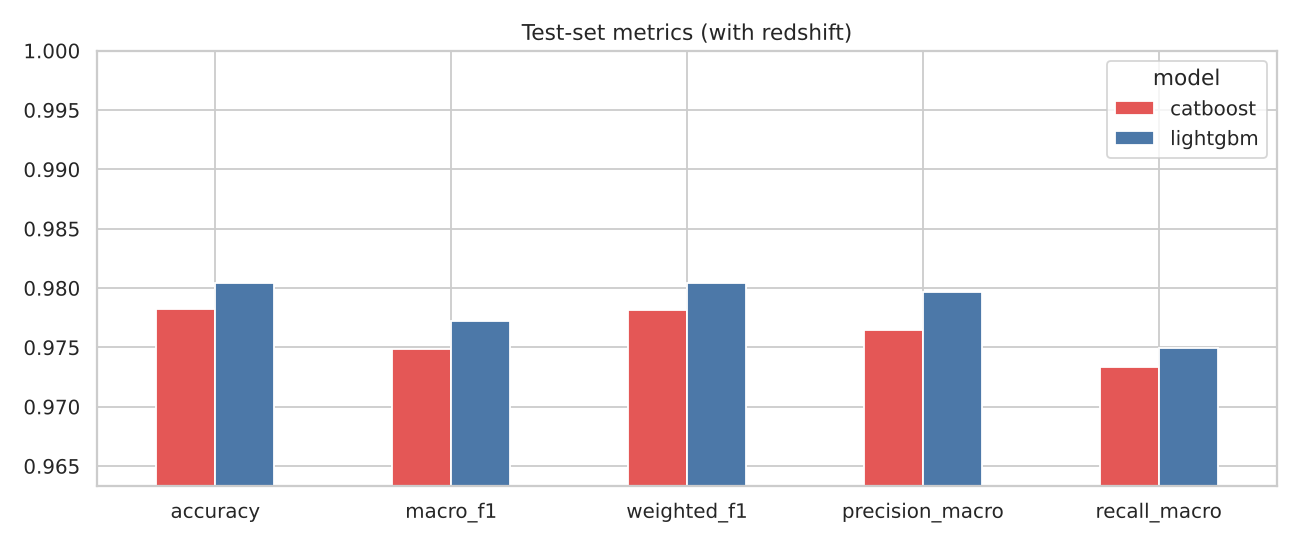 Test-set metrics (with redshift)
1.000
0.995
0.990
0.985
0.980
0.975
0.970
0.965
model
catboost
lightgbm
accuracy
macro_f1
weighted_f1
precision_macro
recall_macro